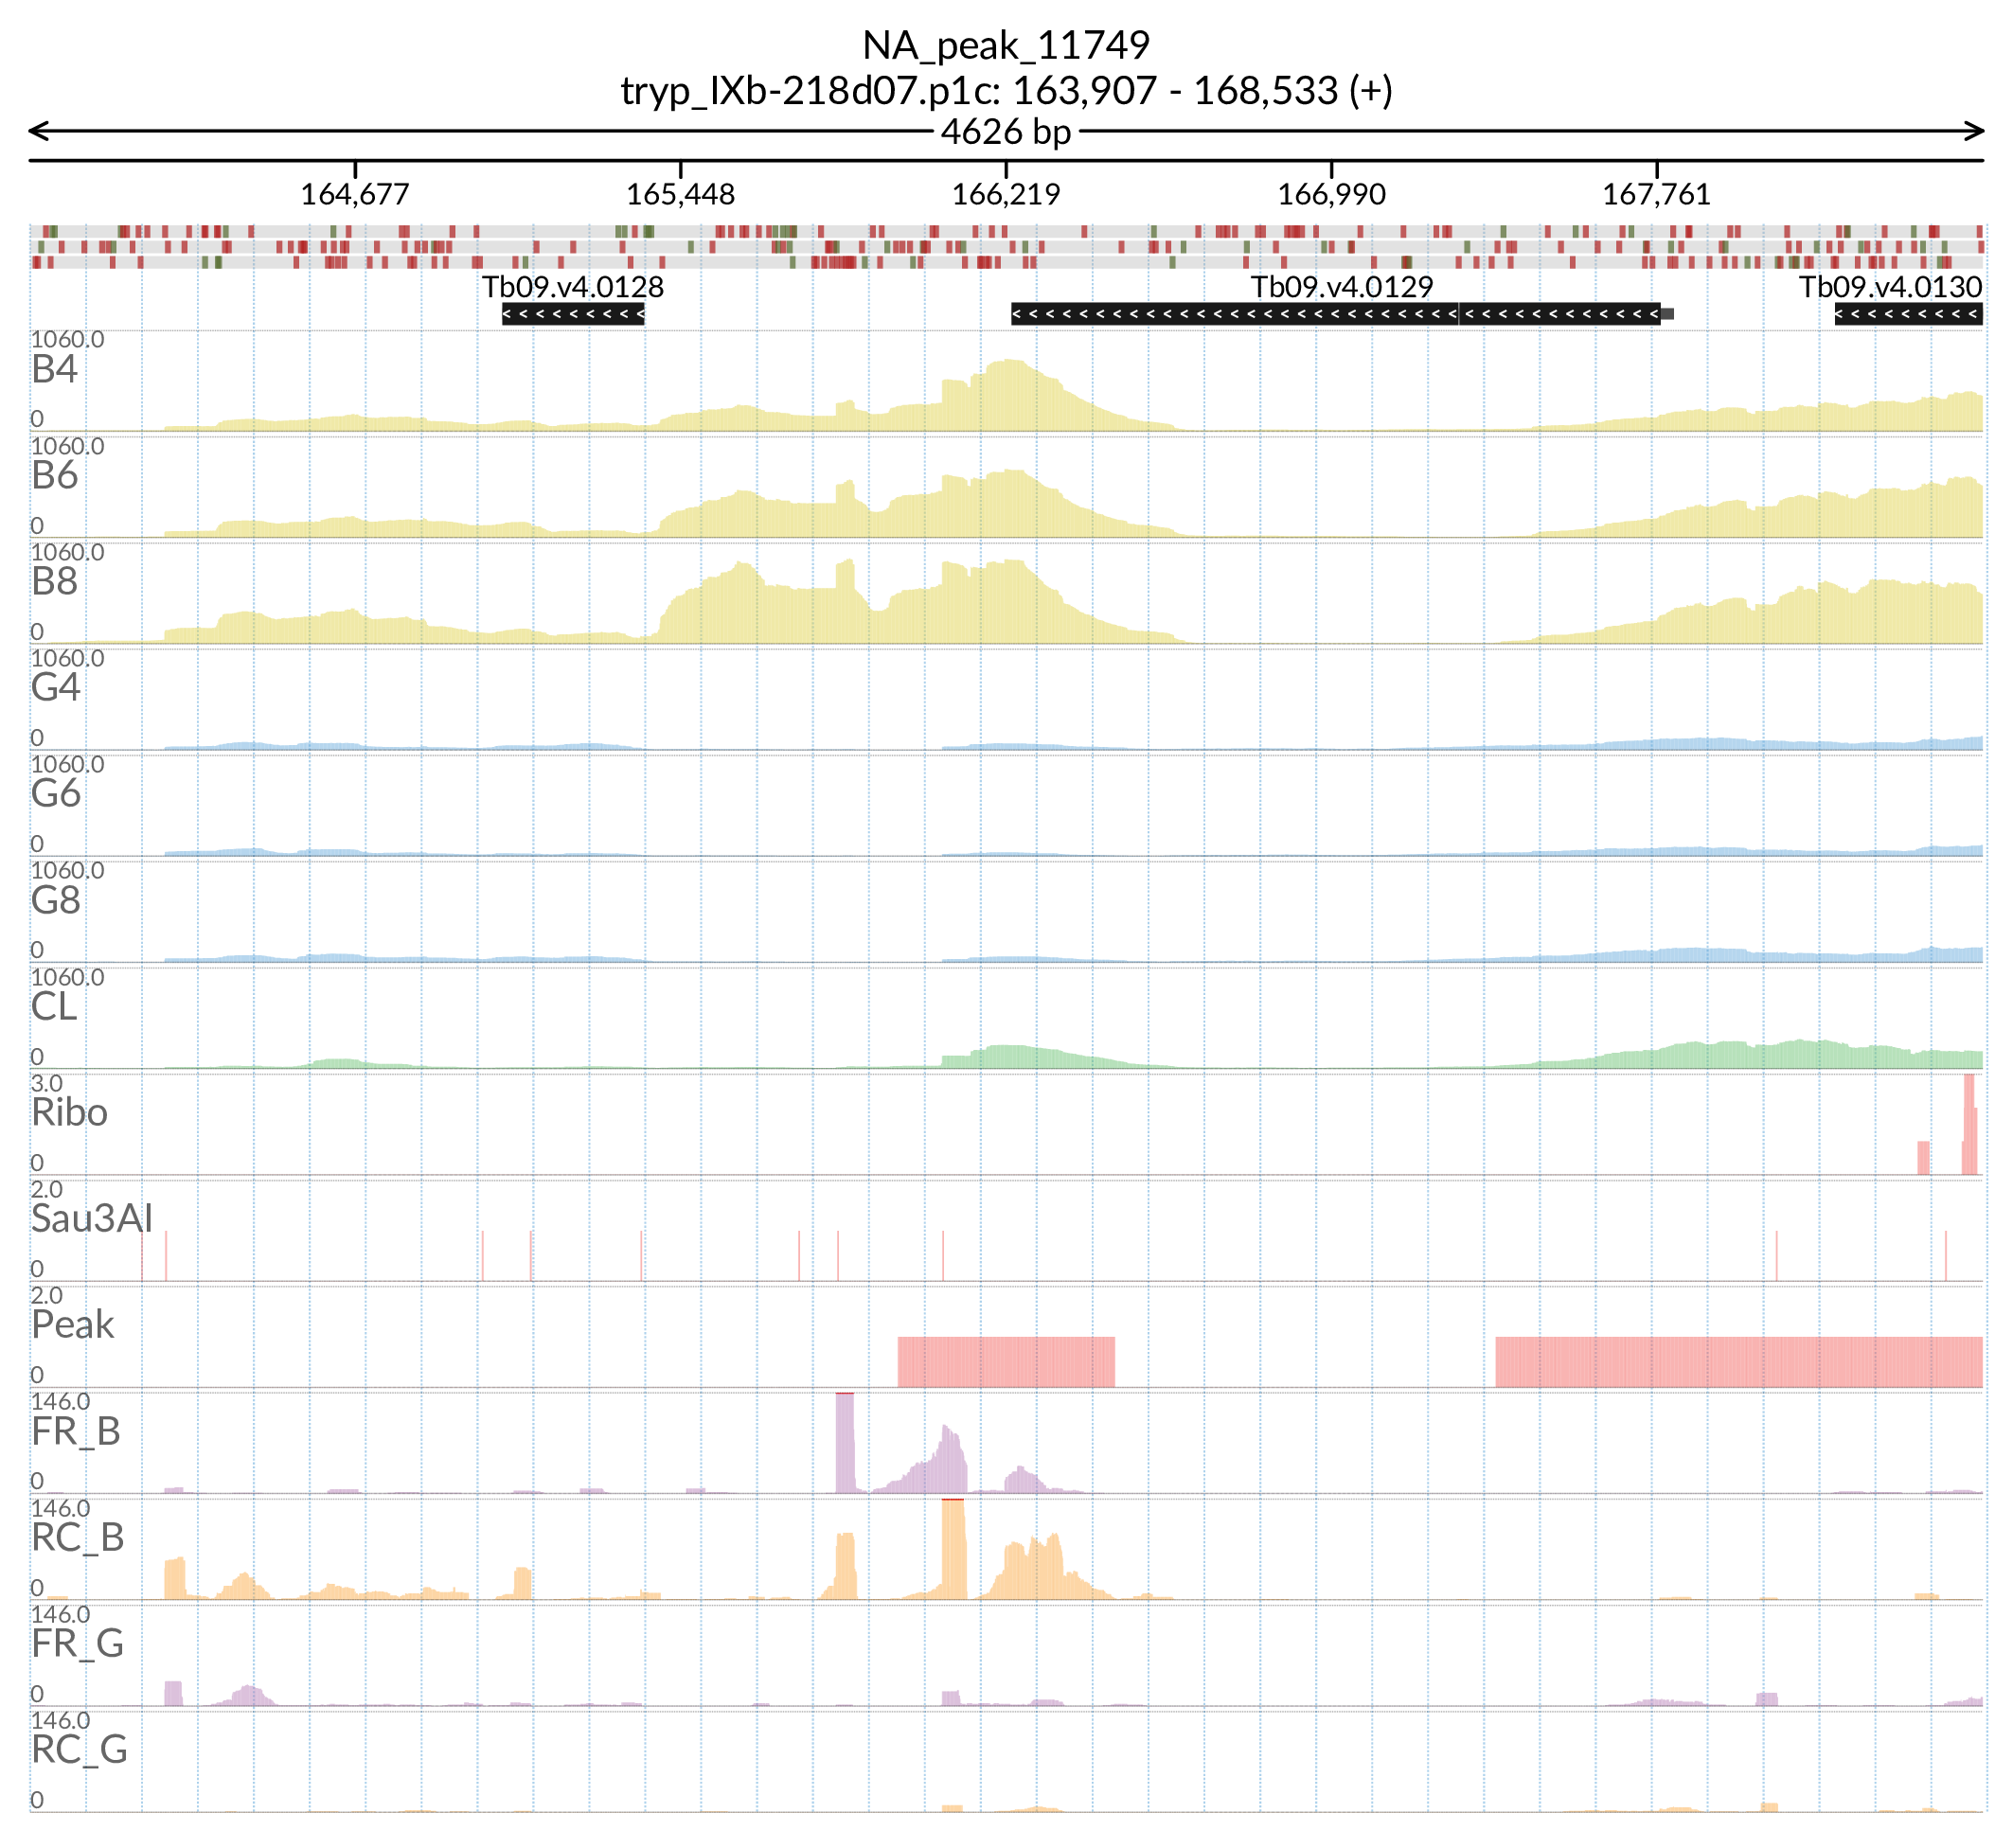 NA_peak_11749
tryp_IXb-218d07.p1c: 163,907 - 168,533 (+)
4626 bp
164,677 165,448 166,219 166,990 167,761
Tb09.v4.0128 Tb09.v4.0129 Tb09.v4.0130
1060.0
B4
0
1060.0
B6
0
1060.0
B8
0
1060.0
G4
0
1060.0
G6
0
1060.0
G8
0
1060.0
CL
0
3.0
Ribo
0
2.0
Sau3AI
0
2.0
Peak
0
146.0
FR_B
0
146.0
RC_B
0
146.0
FR_G
0
146.0
RC_G
0